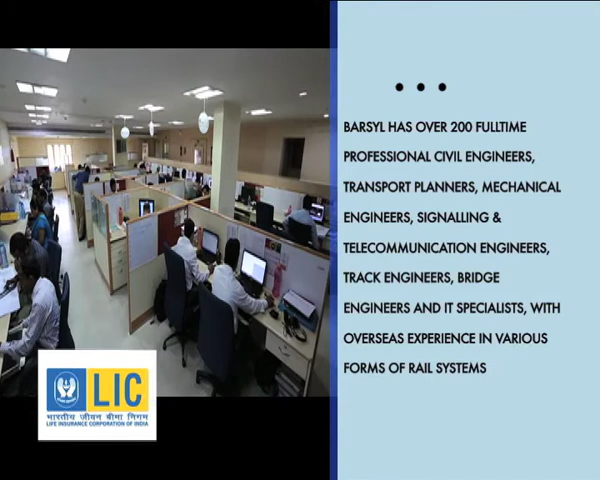 BARSYL HAS OVER 200 FULLTIME
PROFESSIONAL CIVIL ENGINEERS,
TRANSPORT PLANNERS, MECHANICAL
ENGINEERS, SIGNALLING &
TELECOMMUNICATION ENGINEERS,
TRACK ENGINEERS, BRIDGE
ENGINEERS AND IT SPECIALISTS, WITH
OVERSEAS EXPERIENCE IN VARIOUS
FORMS OF RAIL SYSTEMS
LIC
भारतीय जीवन बीमा निगम
LIFE INSURANCE CORPORATION OF INDIA